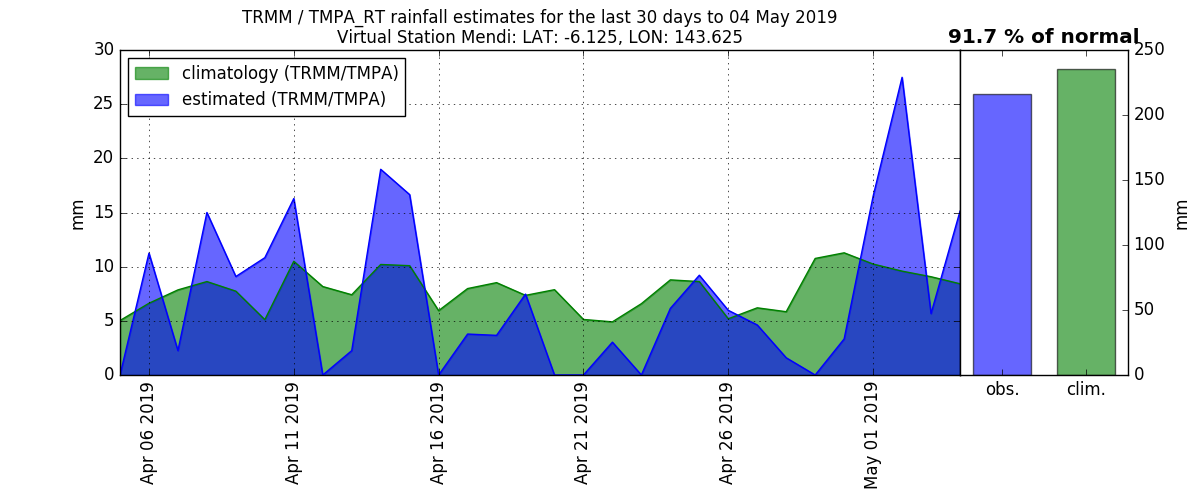 TRMM / TMPA_RT rainfall estimates for the last 30 days to 04 May 2019
Virtual Station Mendi: LAT: -6.125, LON: 143.625
91.7 % of normal
climatology (TRMM/TMPA)
estimated (TRMM/TMPA)
30
25
20
15
10
5
0
mm
Apr 06 2019
Apr 11 2019
Apr 16 2019
Apr 21 2019
Apr 26 2019
May 01 2019
250
200
150
100
50
0
mm
obs.
clim.